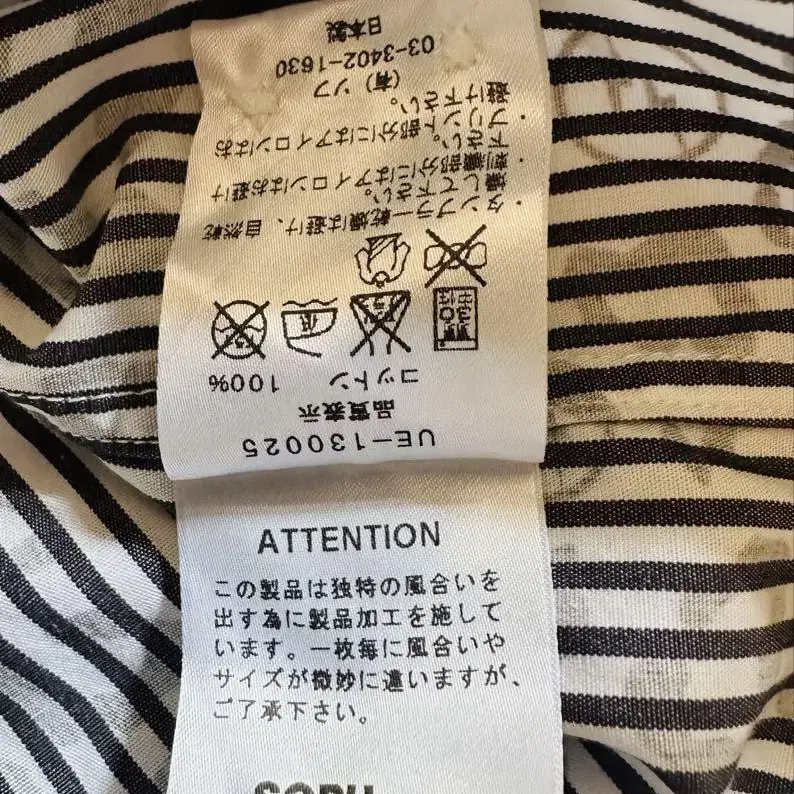 UE-130025
品質表示
コットン 100%
30
中性
低
・タンブラー乾燥は避け、自然乾
燥して下さい。
・刺繍部分にはアイロンはお避け
下さい。
・プリント部分にはアイロンはお
避け下さい。
(有) ソフ
03-3402-1630
日本製
ATTENTION
この製品は独特の風合いを
出す為に製品加工を施して
います。一枚毎に風合いや
サイズが微妙に違いますが、
ご了承下さい。